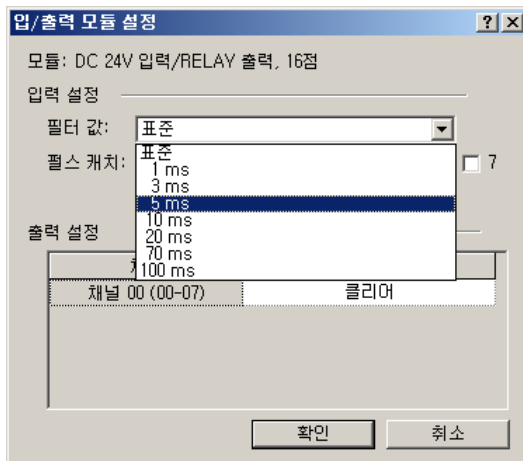 입/출력 모듈 설정
모듈: DC 24V 입력/RELAY 출력, 16점
입력 설정
필터 값: 표준
표준
펄스 캐치: 7
1 ms
3 ms
5 ms
10 ms
20 ms
70 ms
100 ms
출력 설정
채널 00 (00-07) 클리어
확인 취소